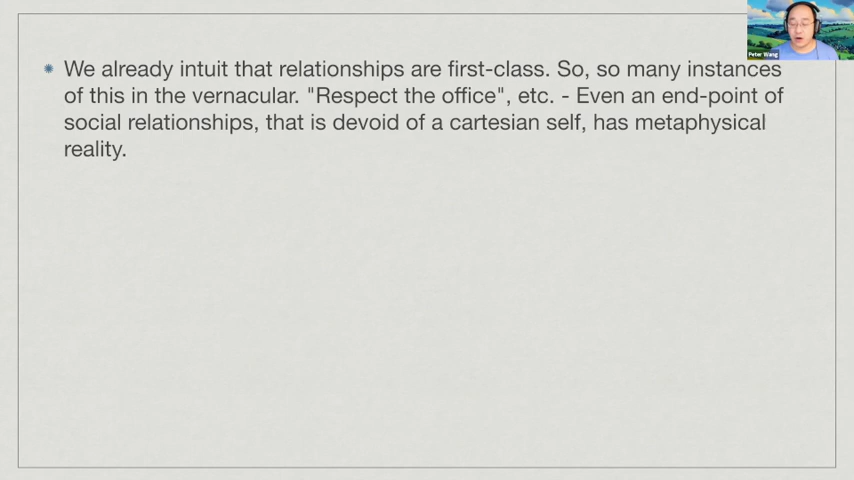 We already intuit that relationships are first-class. So, so many instances
of this in the vernacular. "Respect the office", etc. - Even an end-point of
social relationships, that is devoid of a cartesian self, has metaphysical
reality.
Peter Wang